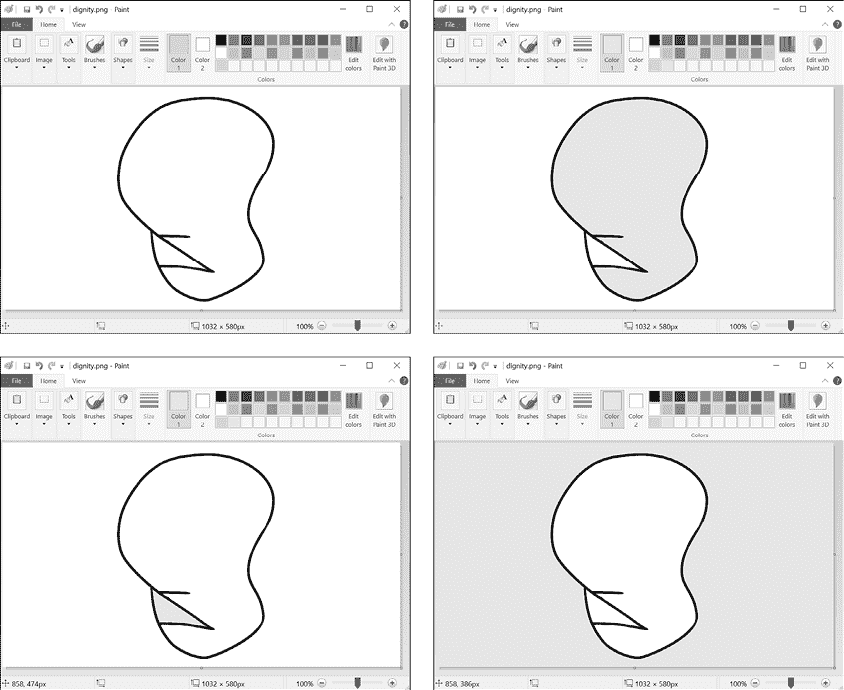 dignity.png - Paint
File Home View
Clipboard Image Tools Brushes Shapes Size Color 1 Color 2 Edit colors Edit with Paint 3D
Colors
1032 × 580px 100%
dignity.png - Paint
File Home View
Clipboard Image Tools Brushes Shapes Size Color 1 Color 2 Edit colors Edit with Paint 3D
Colors
1032 × 580px 100%
dignity.png - Paint
File Home View
Clipboard Image Tools Brushes Shapes Size Color 1 Color 2 Edit colors Edit with Paint 3D
Colors
858, 474px 1032 × 580px 100%
dignity.png - Paint
File Home View
Clipboard Image Tools Brushes Shapes Size Color 1 Color 2 Edit colors Edit with Paint 3D
Colors
858, 386px 1032 × 580px 100%